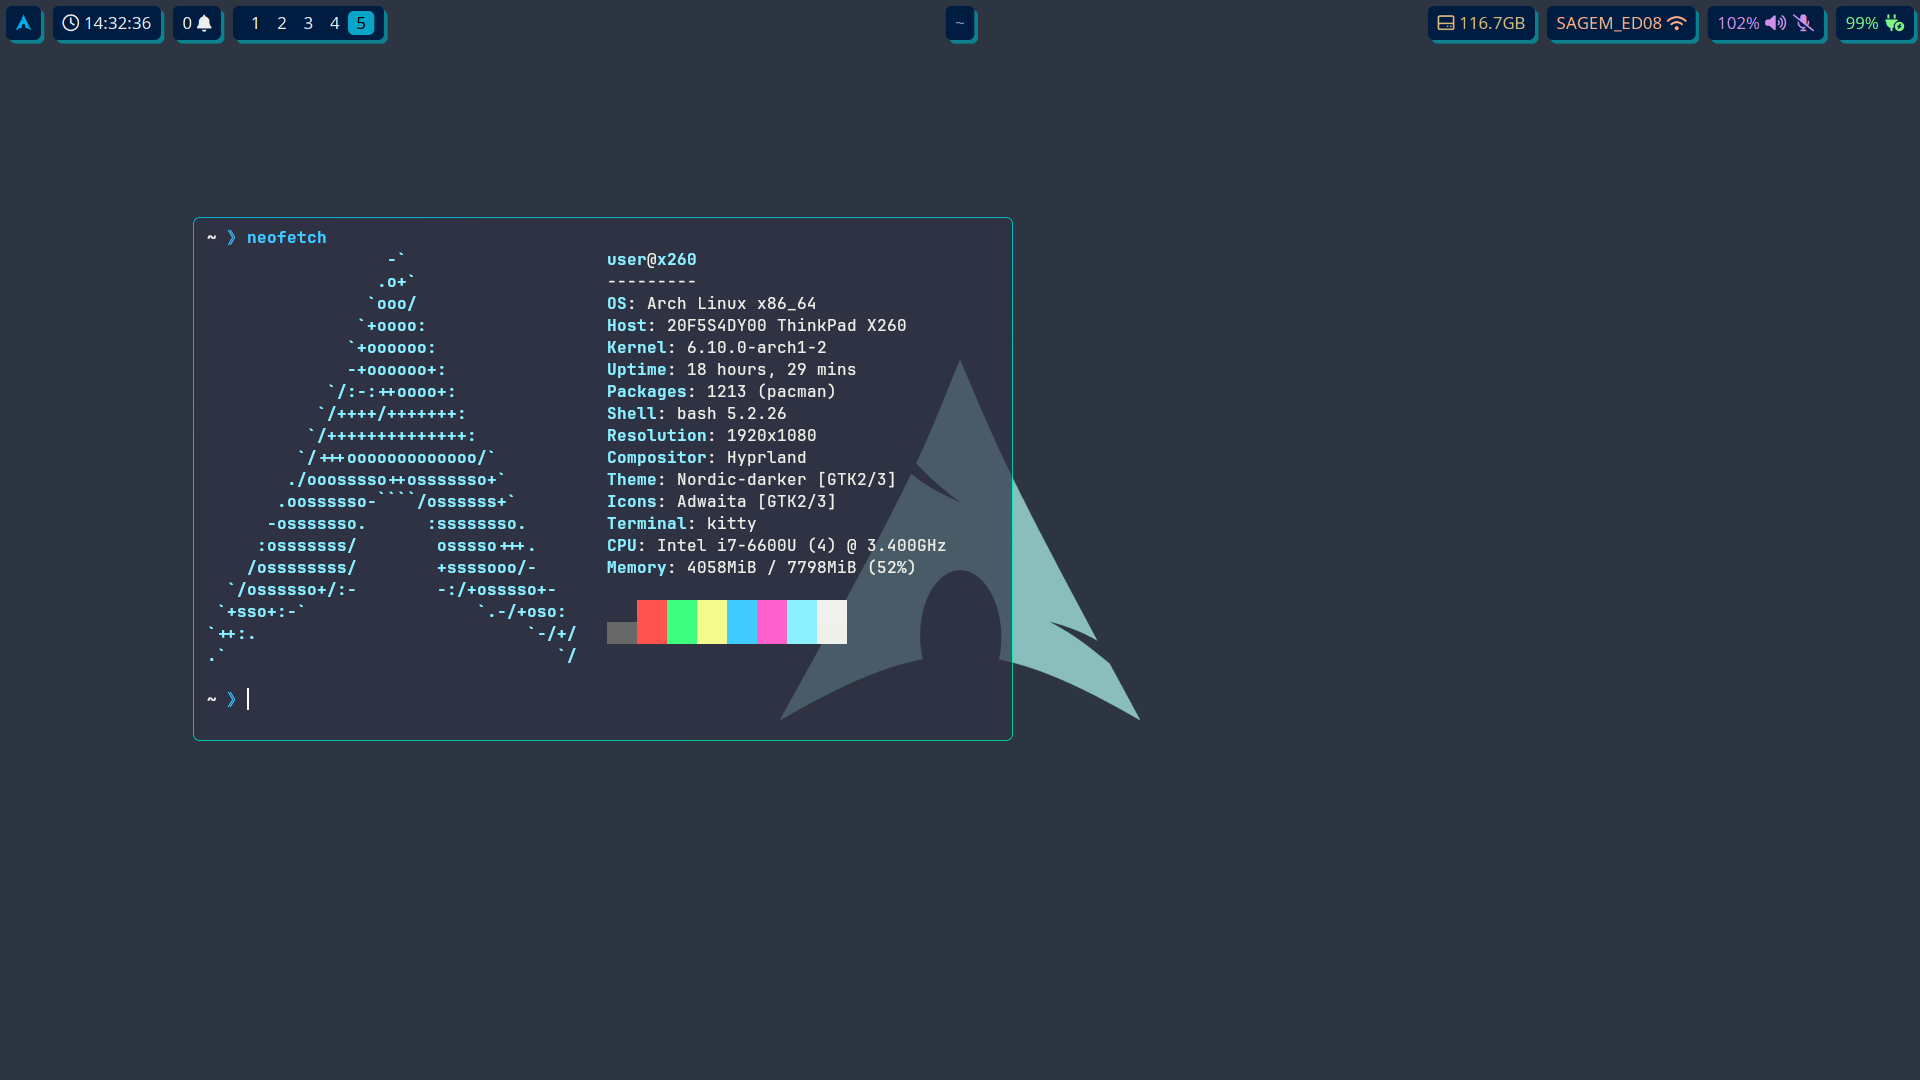 14:32:36 0 1 2 3 4 5 ~ 116.7GB SAGEM_ED08 102% 99%
~ 》 neofetch
-` user@x260
.o+` ---------
`ooo/ OS: Arch Linux x86_64
`+oooo: Host: 20F5S4DY00 ThinkPad X260
`+oooooo: Kernel: 6.10.0-arch1-2
-+oooooo+: Uptime: 18 hours, 29 mins
`/:-:++oooo+: Packages: 1213 (pacman)
`/++++/+++++++: Shell: bash 5.2.26
`/++++++++++++++: Resolution: 1920x1080
`/+++ooooooooooooo/` Compositor: Hyprland
./ooosssso++osssssso+` Theme: Nordic-darker [GTK2/3]
.oossssso-````/ossssss+` Icons: Adwaita [GTK2/3]
-osssssso. :ssssssso. Terminal: kitty
:osssssss/ osssso+++. CPU: Intel i7-6600U (4) @ 3.400GHz
/ossssssss/ +ssssooo/- Memory: 4058MiB / 7798MiB (52%)
`/ossssso+/:- -:/+osssso+-
`+sso+:-` `.-/+oso:
`++:. `-/+/
.` `/
~ 》